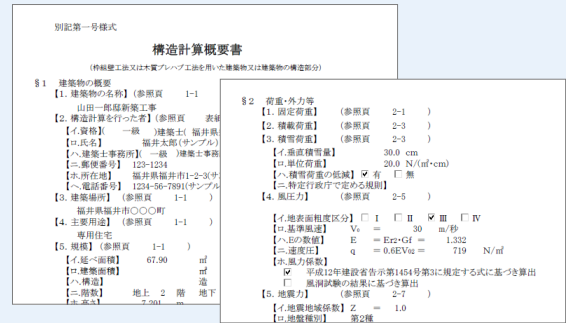 別記第一号様式
構造計算概要書
(枠組壁工法又は木質プレハブ工法を用いた建築物又は建築物の構造部分)
§1 建築物の概要
【1. 建築物の名称】(参照頁 1-1
山田一郎邸新築工事
【2. 構造計算を行った者】(参照頁 表紙
【イ.資格】( 一級 )建築士( 福井県
【ロ.氏名】 福井太郎(サンプル)
【ハ.建築士事務所】( 一級 )建築士事務
【ニ.郵便番号】 123-1234
【ホ.所在地】 福井県福井市1-2-3(サ
【ヘ.電話番号】 1234-56-7891(サンプル
【3. 建築場所】 (参照頁 1-1 )
福井県福井市〇〇〇町
【4. 主要用途】 (参照頁 1-1 )
専用住宅
【5. 規模】 (参照頁 1-1 )
【イ.延べ面積】 67.90 ㎡
【ロ.建築面積】 ㎡
【ハ.構造】 造
【ニ.階数】 地上 2 階 地下
【ホ.高さ】 7.291 m
§2 荷重・外力等
【1. 固定荷重】 (参照頁 2-1 )
【2. 積載荷重】 (参照頁 2-3 )
【3. 積雪荷重】 (参照頁 2-3 )
【イ.垂直積雪量】 30.0 cm
【ロ.単位荷重】 20.0 N/(㎡・cm)
【ハ.積雪荷重の低減】 ☑ 有 □ 無
【ニ.特定行政庁で定める規則】
【4. 風圧力】 (参照頁 2-5 )
【イ.地表面粗度区分】 □ Ⅰ □ Ⅱ ☑ Ⅲ □ Ⅳ
【ロ.基準風速】 V₀ = 30 m/秒
【ハ.Eの数値】 E = Er2・Gf = 1.332
【ニ.速度圧】 q = 0.6EV02 = 719 N/㎡
【ホ.風力係数】
☑ 平成12年建設省告示第1454号第3に規定する式に基づき算出
□ 風洞試験の結果に基づき算出
【5. 地震力】 (参照頁 2-7 )
【イ.地震地域係数】 Z = 1.0
【ロ.地盤種別】 第2種